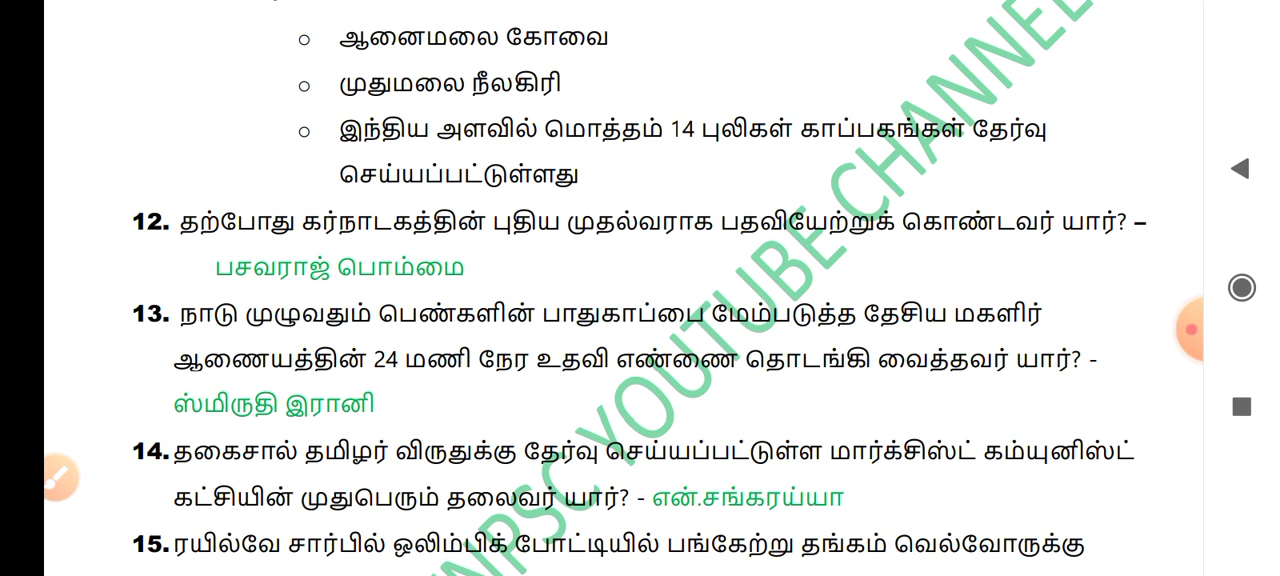 ○ ஆனைமலை கோவை
○ முதுமலை நீலகிரி
○ இந்திய அளவில் மொத்தம் 14 புலிகள் காப்பகங்கள் தேர்வு
செய்யப்பட்டுள்ளது
12. தற்போது கர்நாடகத்தின் புதிய முதல்வராக பதவியேற்றுக் கொண்டவர் யார்? –
பசவராஜ் பொம்மை
13. நாடு முழுவதும் பெண்களின் பாதுகாப்பை மேம்படுத்த தேசிய மகளிர்
ஆணையத்தின் 24 மணி நேர உதவி எண்ணை தொடங்கி வைத்தவர் யார்? -
ஸ்மிருதி இரானி
14. தகைசால் தமிழர் விருதுக்கு தேர்வு செய்யப்பட்டுள்ள மார்க்சிஸ்ட் கம்யுனிஸ்ட்
கட்சியின் முதுபெரும் தலைவர் யார்? - என்.சங்கரய்யா
15. ரயில்வே சார்பில் ஒலிம்பிக் போட்டியில் பங்கேற்று தங்கம் வெல்வோருக்கு
NPSC YOUTUBE CHANNEL